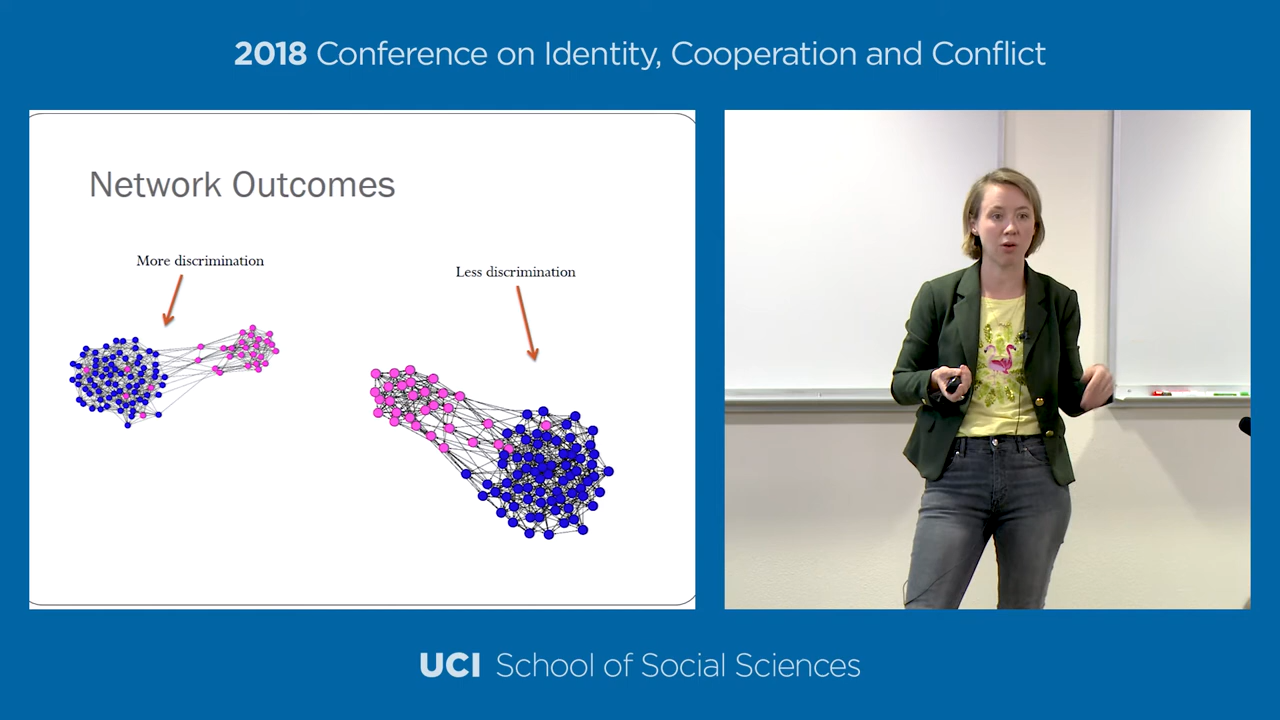 2018 Conference on Identity, Cooperation and Conflict
Network Outcomes
More discrimination
Less discrimination
UCI School of Social Sciences